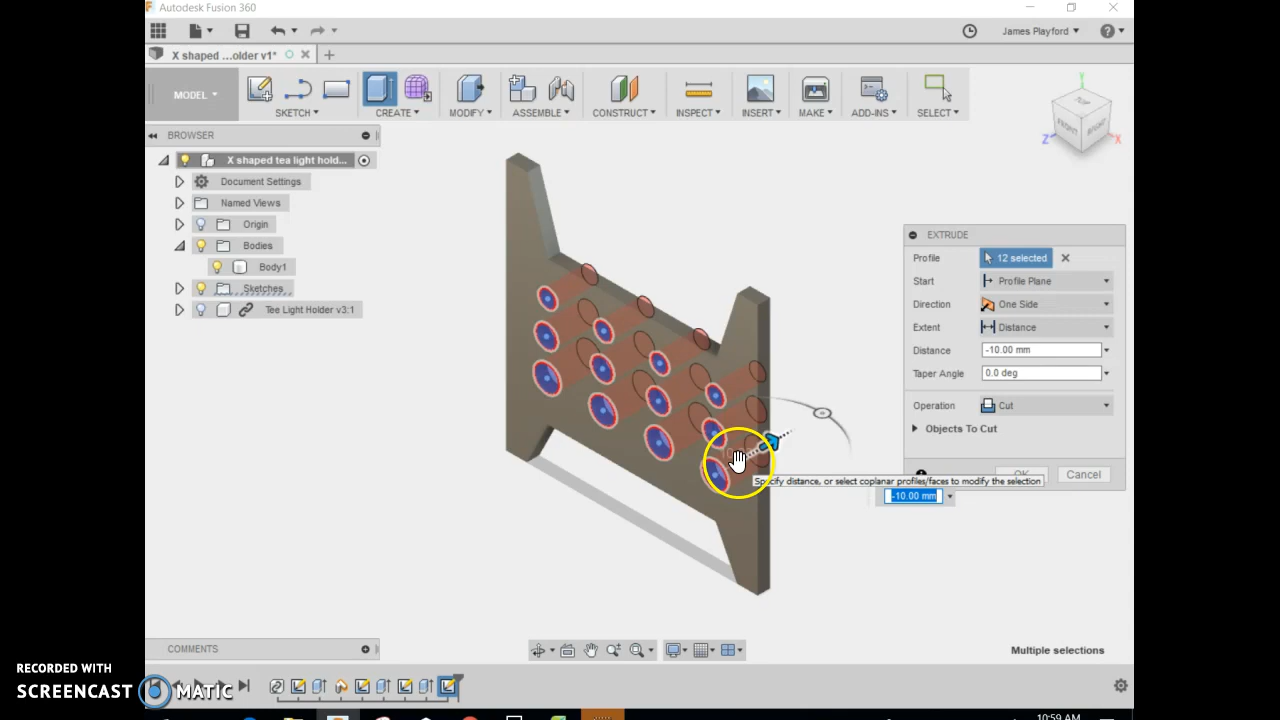 Autodesk Fusion 360
James Playford
X shaped ...older v1*
MODEL
SKETCH
CREATE
MODIFY
ASSEMBLE
CONSTRUCT
INSPECT
INSERT
MAKE
ADD-INS
SELECT
FRONT
RIGHT
Z
X
Y
BROWSER
X shaped tea light hold...
Document Settings
Named Views
Origin
Bodies
Body1
Sketches
Tee Light Holder v3:1
EXTRUDE
Profile
12 selected
Start
Profile Plane
Direction
One Side
Extent
Distance
Distance
-10.00 mm
Taper Angle
0.0 deg
Operation
Cut
Objects To Cut
OK
Cancel
Specify distance, or select coplanar profiles/faces to modify the selection
-10.00 mm
COMMENTS
Multiple selections
RECORDED WITH
SCREENCAST MATIC
10:59 AM